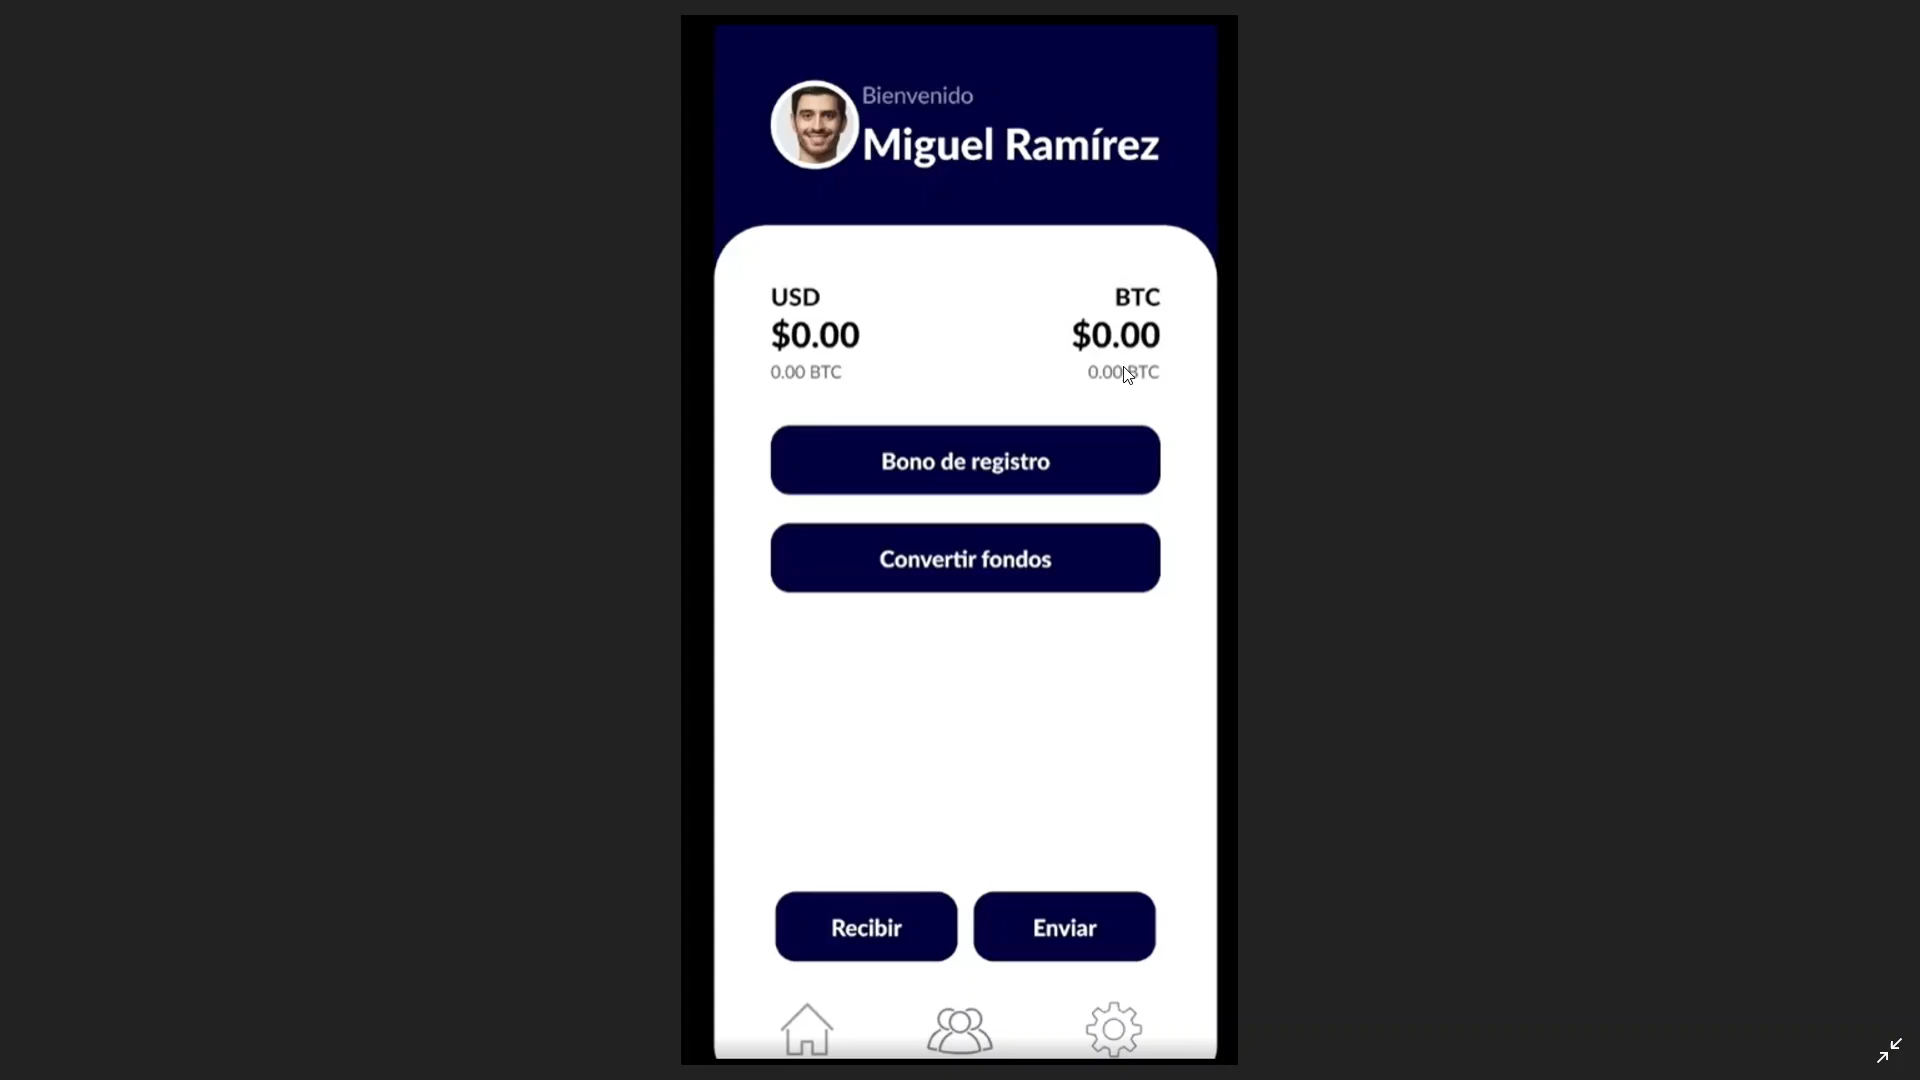 Bienvenido
Miguel Ramírez
USD
BTC
$0.00
$0.00
0.00 BTC
0.00 BTC
Bono de registro
Convertir fondos
Recibir
Enviar